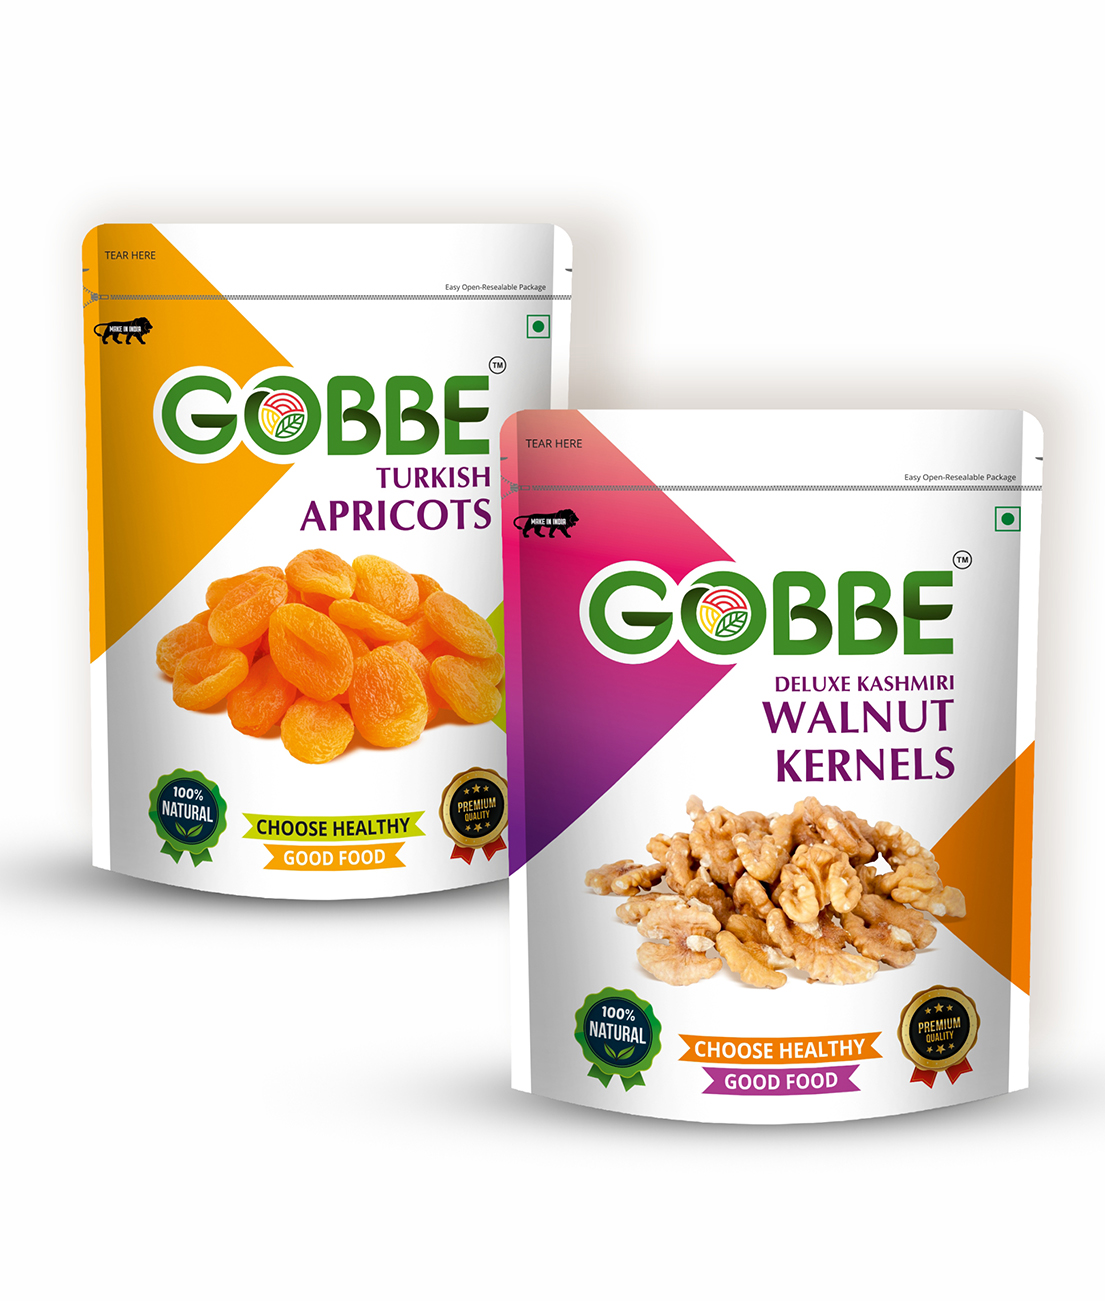 TEAR HERE
Easy Open-Resealable Package
MAKE IN INDIA
GOBBE TM
TURKISH
APRICOTS
100%
NATURAL
CHOOSE HEALTHY
GOOD FOOD
PREMIUM
QUALITY
TEAR HERE
Easy Open-Resealable Package
MAKE IN INDIA
GOBBE TM
DELUXE KASHMIRI
WALNUT
KERNELS
100%
NATURAL
CHOOSE HEALTHY
GOOD FOOD
PREMIUM
QUALITY